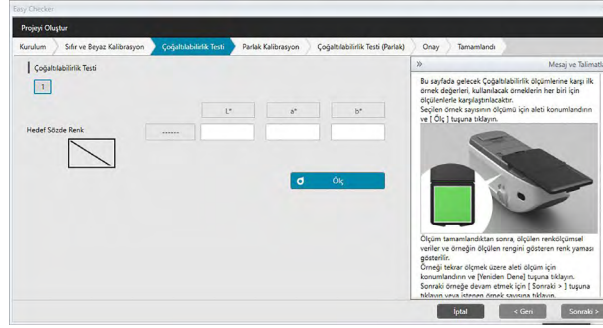 Easy Checker
Projeyi Oluştur
Kurulum Sıfır ve Beyaz Kalibrasyon Çoğaltılabilirlik Testi Parlak Kalibrasyon Çoğaltılabilirlik Testi (Parlak) Onay Tamamlandı
Çoğaltılabilirlik Testi
1
L* a* b*
Hedef Sözde Renk ------
Ölç
» Mesaj ve Talimatla
Bu sayfada gelecek Çoğaltılabilirlik ölçümlerine karşı ilk
örnek değerleri, kullanılacak örneklerin her biri için
ölçülenlerle karşılaştırılacaktır.
Seçilen örnek sayısının ölçümü için aleti konumlandırın
ve [ Ölç ] tuşuna tıklayın.
Ölçüm tamamlandıktan sonra, ölçülen renkölçümsel
veriler ve örneğin ölçülen rengini gösteren renk yaması
gösterilir.
Örneği tekrar ölçmek üzere aleti ölçüm için
konumlandırın ve [Yeniden Dene] tuşuna tıklayın.
Sonraki örneğe devam etmek için [ Sonraki > ] tuşuna
tıklayın veya istenen örnek sayısına tıklayın.
İptal < Geri Sonraki >